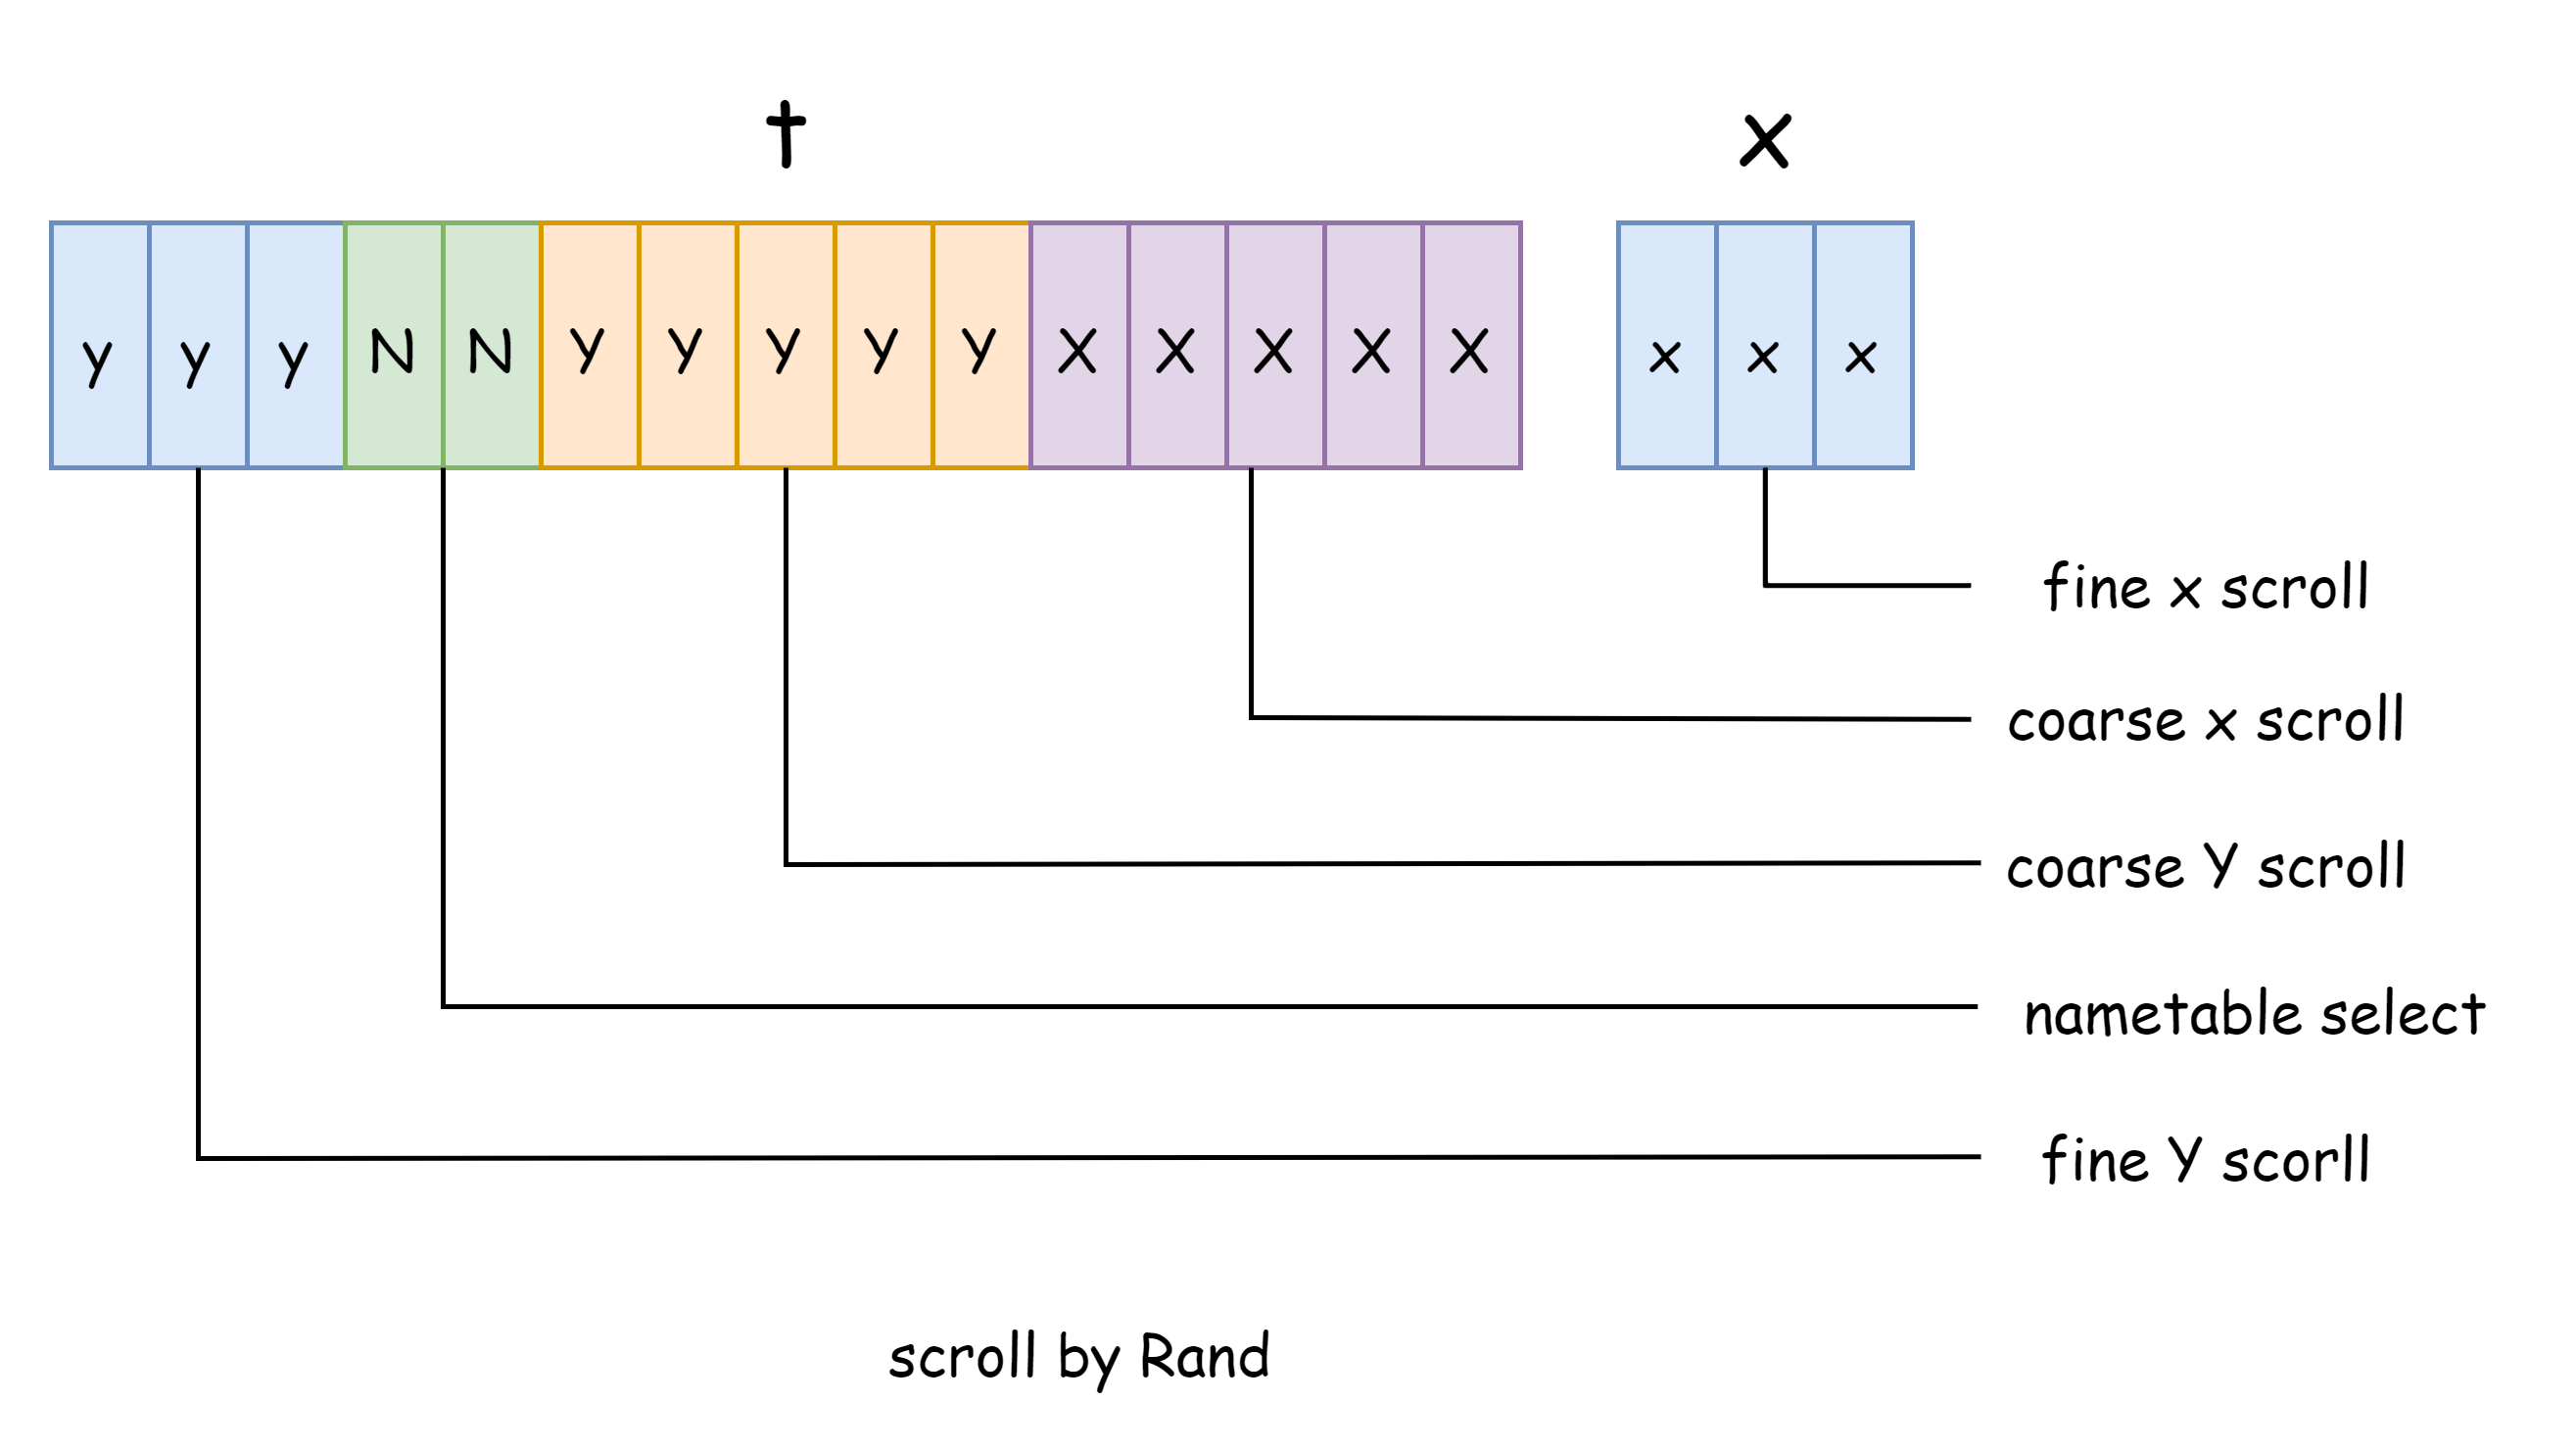 t x
y y y N N Y Y Y Y Y X X X X X x x x
fine x scroll
coarse x scroll
coarse Y scroll
nametable select
fine Y scorll
scroll by Rand